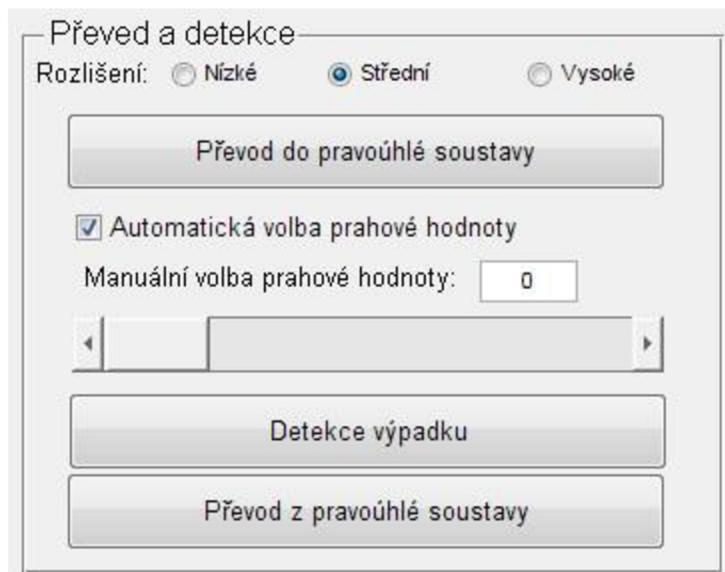 Převed a detekce
Rozlišení: Nízké Střední Vysoké
Převod do pravoúhlé soustavy
Automatická volba prahové hodnoty
Manuální volba prahové hodnoty: 0
Detekce výpadku
Převod z pravoúhlé soustavy